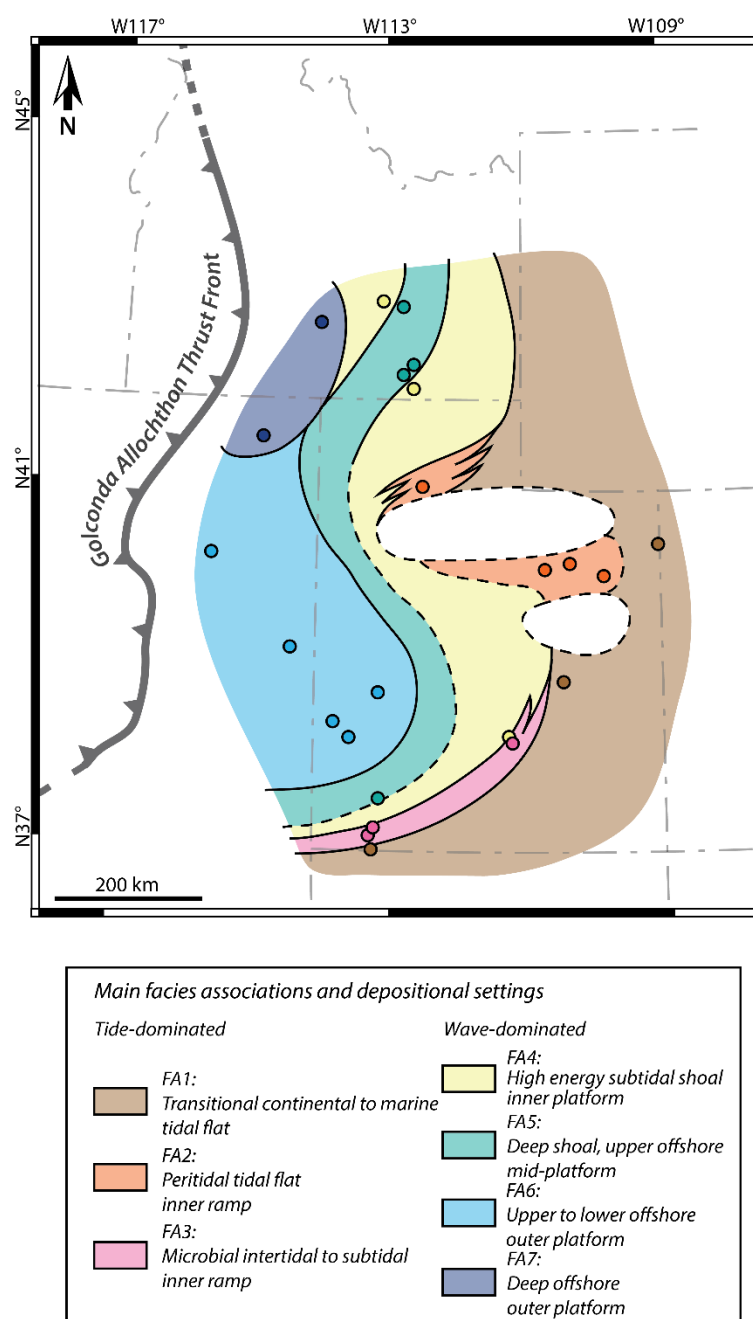 W117°
W113°
W109°
N45°
N
Golconda Allochthon Thrust Front
N41°
N37°
200 km
Main facies associations and depositional settings
Tide-dominated
FA1:
Transitional continental to marine
tidal flat
FA2:
Peritidal tidal flat
inner ramp
FA3:
Microbial intertidal to subtidal
inner ramp
Wave-dominated
FA4:
High energy subtidal shoal
inner platform
FA5:
Deep shoal, upper offshore
mid-platform
FA6:
Upper to lower offshore
outer platform
FA7:
Deep offshore
outer platform